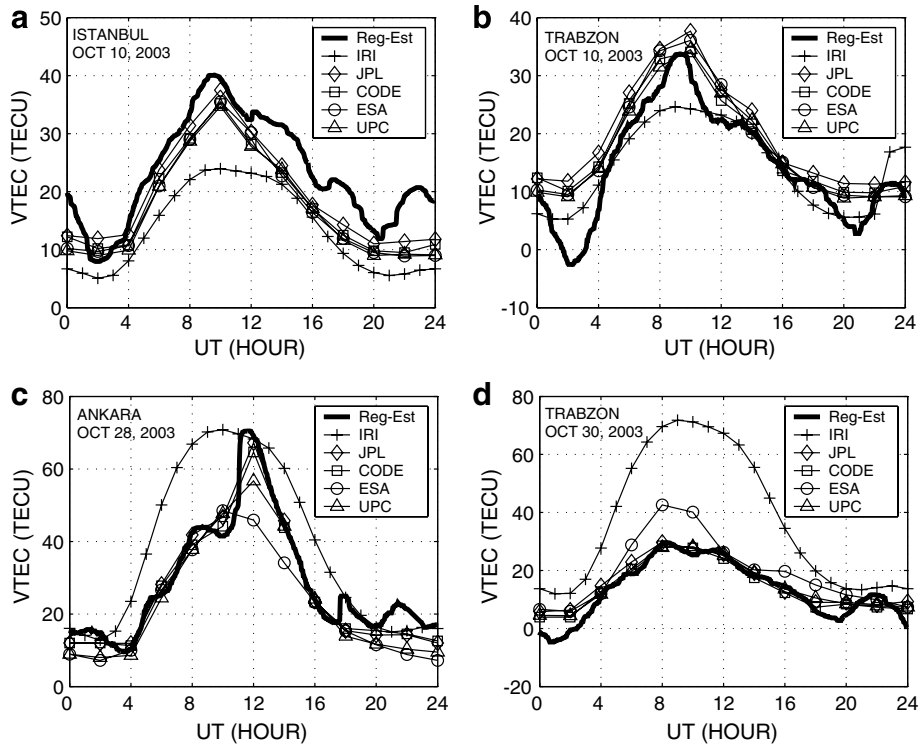 a
ISTANBUL
OCT 10, 2003
Reg-Est
IRI
JPL
CODE
ESA
UPC
VTEC (TECU)
50
40
30
20
10
0
0 4 8 12 16 20 24
UT (HOUR)
b
TRABZON
OCT 10, 2003
Reg-Est
IRI
JPL
CODE
ESA
UPC
VTEC (TECU)
40
30
20
10
0
-10
0 4 8 12 16 20 24
UT (HOUR)
c
ANKARA
OCT 28, 2003
Reg-Est
IRI
JPL
CODE
ESA
UPC
VTEC (TECU)
80
60
40
20
0
0 4 8 12 16 20 24
UT (HOUR)
d
TRABZON
OCT 30, 2003
Reg-Est
IRI
JPL
CODE
ESA
UPC
VTEC (TECU)
80
60
40
20
0
-20
0 4 8 12 16 20 24
UT (HOUR)